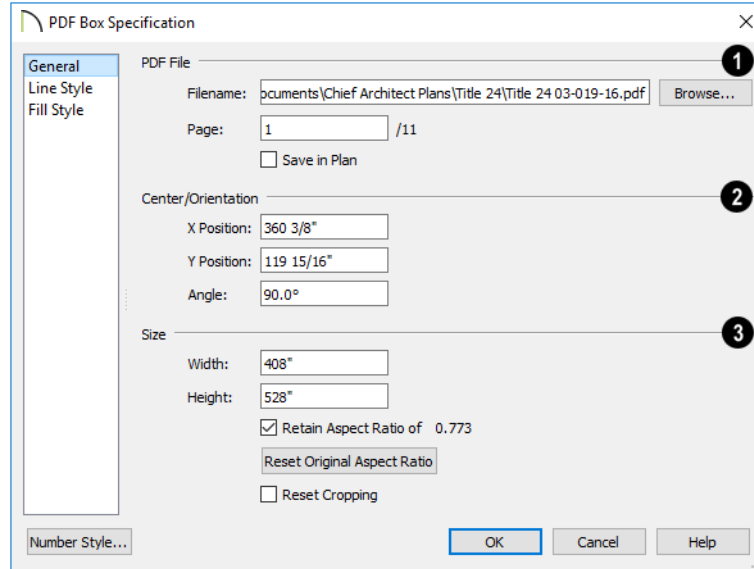 PDF Box Specification
General
Line Style
Fill Style
PDF File
1
Filename: ocuments\Chief Architect Plans\Title 24\Title 24 03-019-16.pdf Browse...
Page: 1 /11
Save in Plan
Center/Orientation
2
X Position: 360 3/8"
Y Position: 119 15/16"
Angle: 90.0°
Size
3
Width: 408"
Height: 528"
Retain Aspect Ratio of 0.773
Reset Original Aspect Ratio
Reset Cropping
Number Style... OK Cancel Help